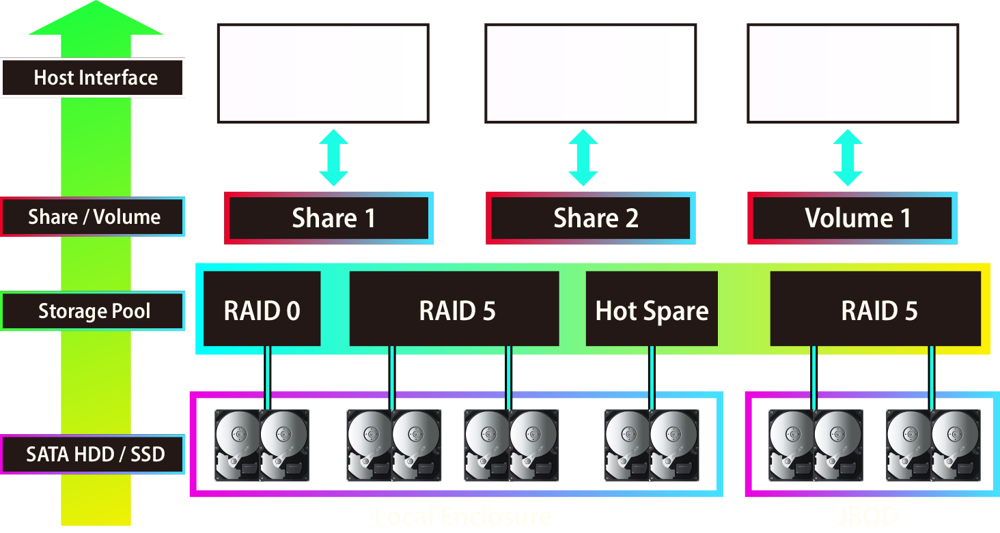 Host Interface
Share / Volume
Share 1
Share 2
Volume 1
Storage Pool
RAID 0
RAID 5
Hot Spare
RAID 5
SATA HDD / SSD
Local Enclosure
JBOD